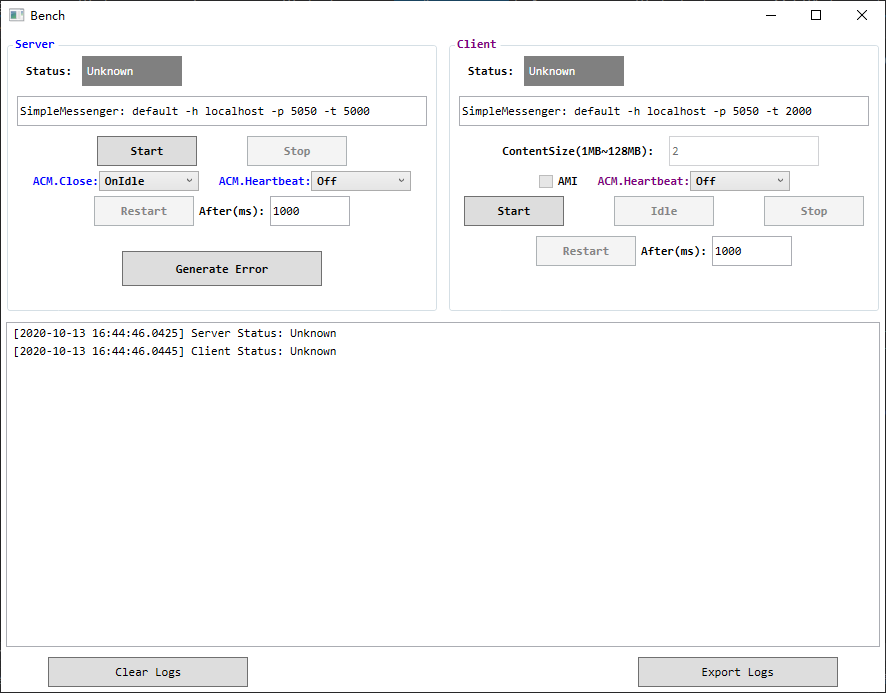 Bench
Server
Status: Unknown
SimpleMessenger: default -h localhost -p 5050 -t 5000
Start Stop
ACM.Close: OnIdle ACM.Heartbeat: Off
Restart After(ms): 1000
Generate Error
Client
Status: Unknown
SimpleMessenger: default -h localhost -p 5050 -t 2000
ContentSize(1MB~128MB): 2
AMI ACM.Heartbeat: Off
Start Idle Stop
Restart After(ms): 1000
[2020-10-13 16:44:46.0425] Server Status: Unknown
[2020-10-13 16:44:46.0445] Client Status: Unknown
Clear Logs Export Logs